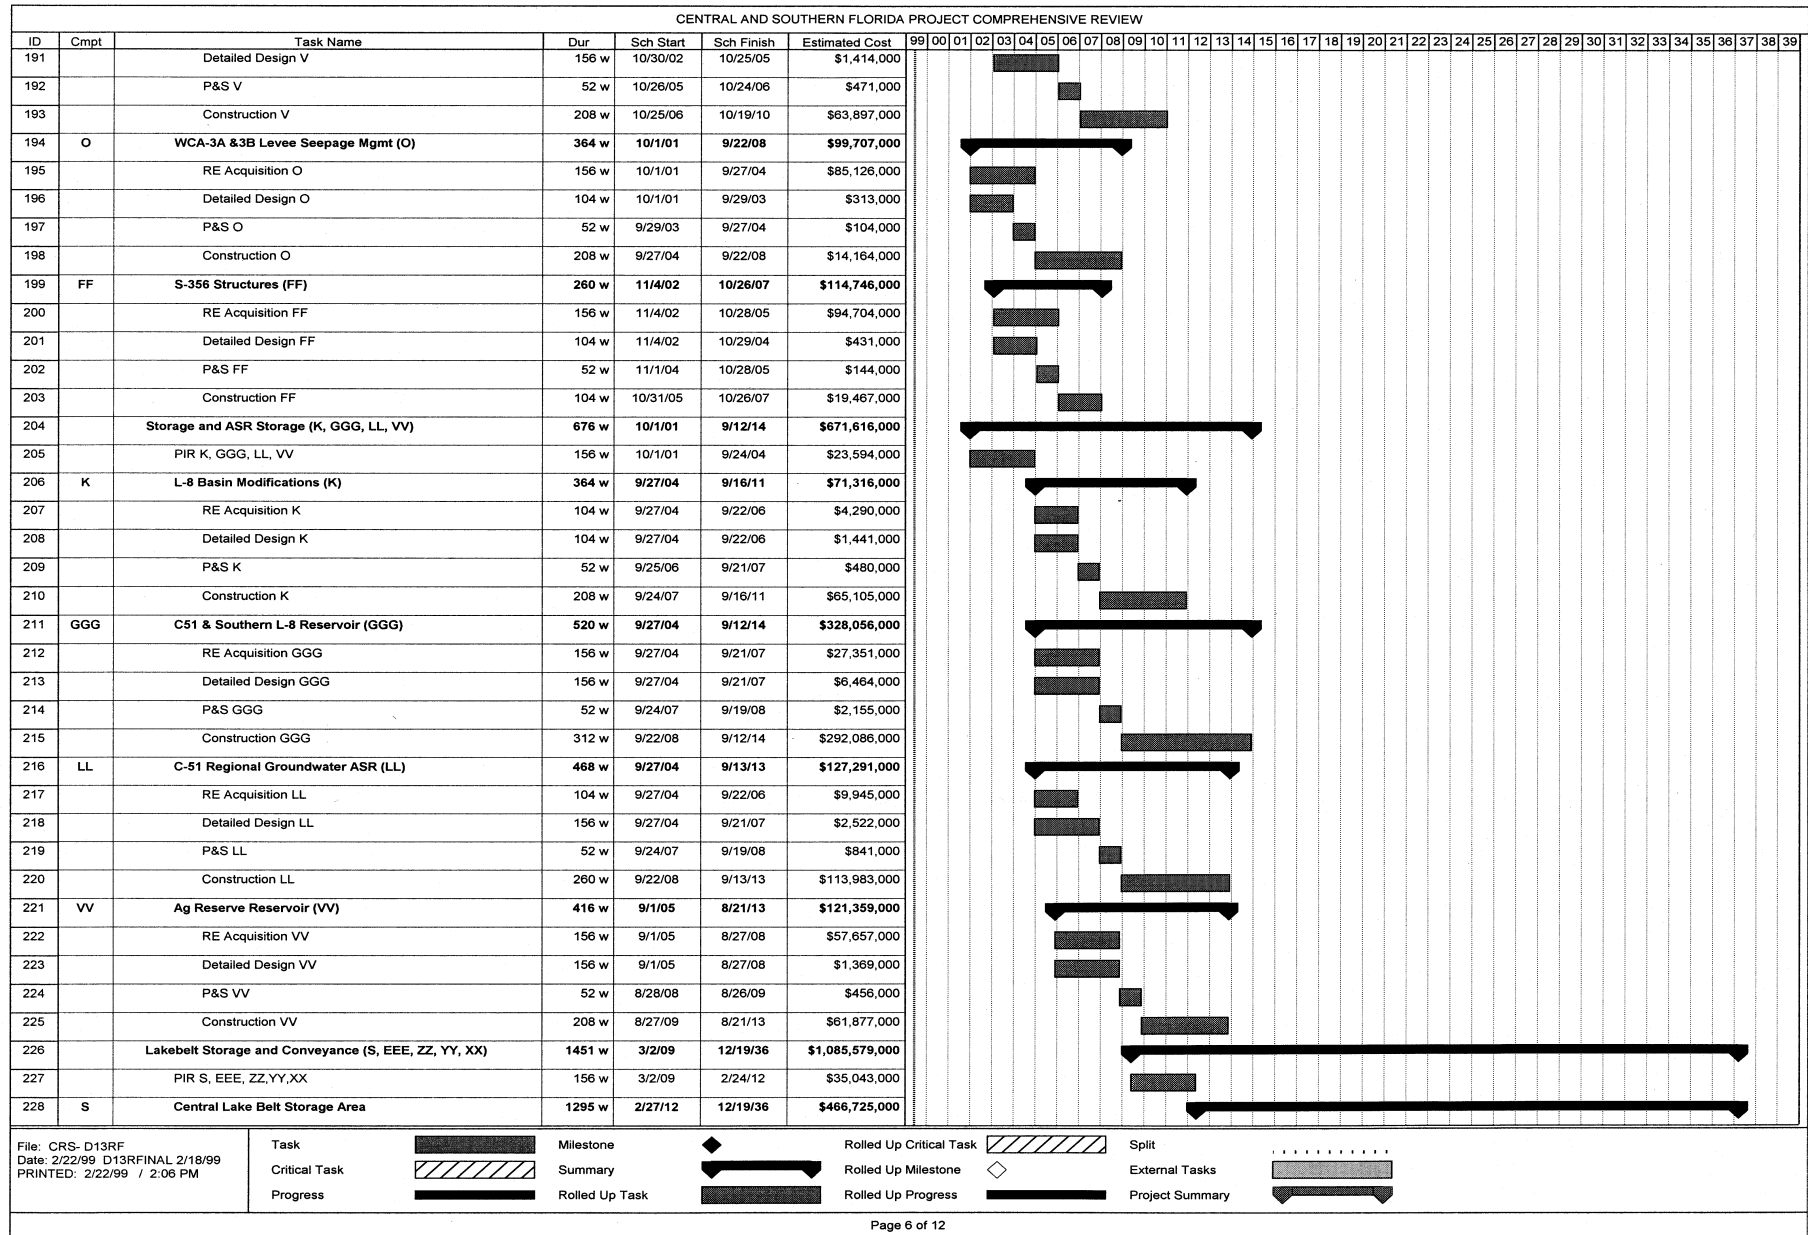 CENTRAL AND SOUTHERN FLORIDA PROJECT COMPREHENSIVE REVIEW
ID Cmpt Task Name Dur Sch Start Sch Finish Estimated Cost 99 00 01 02 03 04 05 06 07 08 09 10 11 12 13 14 15 16 17 18 19 20 21 22 23 24 25 26 27 28 29 30 31 32 33 34 35 36 37 38 39
191 Detailed Design V 156 w 10/30/02 10/25/05 $1,414,000
192 P&S V 52 w 10/26/05 10/24/06 $471,000
193 Construction V 208 w 10/25/06 10/19/10 $63,897,000
194 O WCA-3A &3B Levee Seepage Mgmt (O) 364 w 10/1/01 9/22/08 $99,707,000
195 RE Acquisition O 156 w 10/1/01 9/27/04 $85,126,000
196 Detailed Design O 104 w 10/1/01 9/29/03 $313,000
197 P&S O 52 w 9/29/03 9/27/04 $104,000
198 Construction O 208 w 9/27/04 9/22/08 $14,164,000
199 FF S-356 Structures (FF) 260 w 11/4/02 10/26/07 $114,746,000
200 RE Acquisition FF 156 w 11/4/02 10/28/05 $94,704,000
201 Detailed Design FF 104 w 11/4/02 10/29/04 $431,000
202 P&S FF 52 w 11/1/04 10/28/05 $144,000
203 Construction FF 104 w 10/31/05 10/26/07 $19,467,000
204 Storage and ASR Storage (K, GGG, LL, VV) 676 w 10/1/01 9/12/14 $671,616,000
205 PIR K, GGG, LL, VV 156 w 10/1/01 9/24/04 $23,594,000
206 K L-8 Basin Modifications (K) 364 w 9/27/04 9/16/11 $71,316,000
207 RE Acquisition K 104 w 9/27/04 9/22/06 $4,290,000
208 Detailed Design K 104 w 9/27/04 9/22/06 $1,441,000
209 P&S K 52 w 9/25/06 9/21/07 $480,000
210 Construction K 208 w 9/24/07 9/16/11 $65,105,000
211 GGG C51 & Southern L-8 Reservoir (GGG) 520 w 9/27/04 9/12/14 $328,056,000
212 RE Acquisition GGG 156 w 9/27/04 9/21/07 $27,351,000
213 Detailed Design GGG 156 w 9/27/04 9/21/07 $6,464,000
214 P&S GGG 52 w 9/24/07 9/19/08 $2,155,000
215 Construction GGG 312 w 9/22/08 9/12/14 $292,086,000
216 LL C-51 Regional Groundwater ASR (LL) 468 w 9/27/04 9/13/13 $127,291,000
217 RE Acquisition LL 104 w 9/27/04 9/22/06 $9,945,000
218 Detailed Design LL 156 w 9/27/04 9/21/07 $2,522,000
219 P&S LL 52 w 9/24/07 9/19/08 $841,000
220 Construction LL 260 w 9/22/08 9/13/13 $113,983,000
221 VV Ag Reserve Reservoir (VV) 416 w 9/1/05 8/21/13 $121,359,000
222 RE Acquisition VV 156 w 9/1/05 8/27/08 $57,657,000
223 Detailed Design VV 156 w 9/1/05 8/27/08 $1,369,000
224 P&S VV 52 w 8/28/08 8/26/09 $456,000
225 Construction VV 208 w 8/27/09 8/21/13 $61,877,000
226 Lakebelt Storage and Conveyance (S, EEE, ZZ, YY, XX) 1451 w 3/2/09 12/19/36 $1,085,579,000
227 PIR S, EEE, ZZ,YY,XX 156 w 3/2/09 2/24/12 $35,043,000
228 S Central Lake Belt Storage Area 1295 w 2/27/12 12/19/36 $466,725,000
File: CRS- D13RF
Date: 2/22/99 D13RFINAL 2/18/99
PRINTED: 2/22/99 / 2:06 PM
Task Milestone Rolled Up Critical Task Split
Critical Task Summary Rolled Up Milestone External Tasks
Progress Rolled Up Task Rolled Up Progress Project Summary
Page 6 of 12